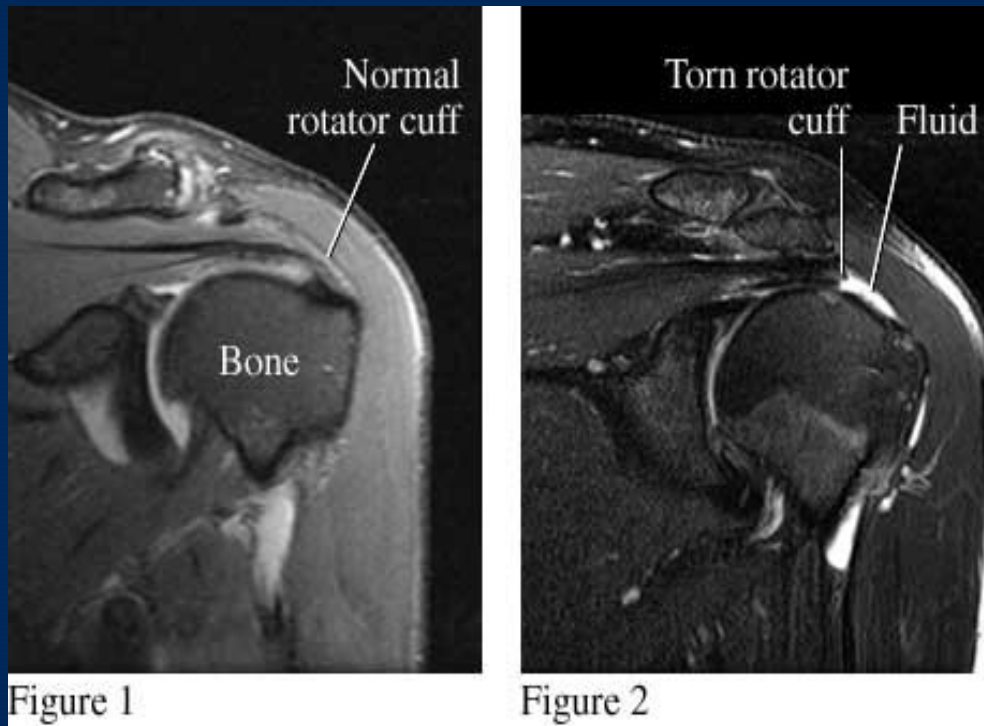 Normal
rotator cuff
Bone
Figure 1
Torn rotator
cuff
Fluid
Figure 2